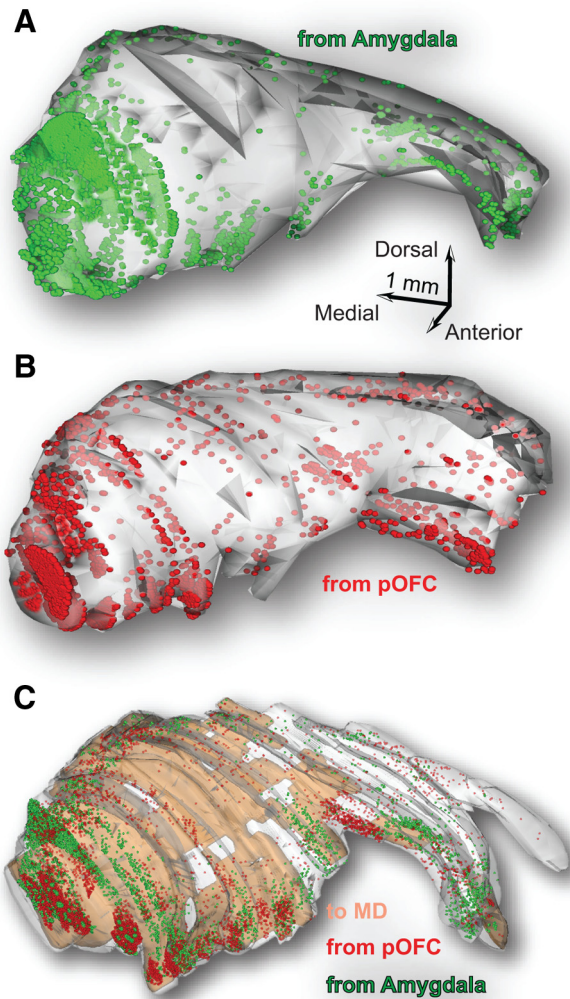 A
from Amygdala
Dorsal
1 mm
Medial
Anterior
B
from pOFC
C
to MD
from pOFC
from Amygdala